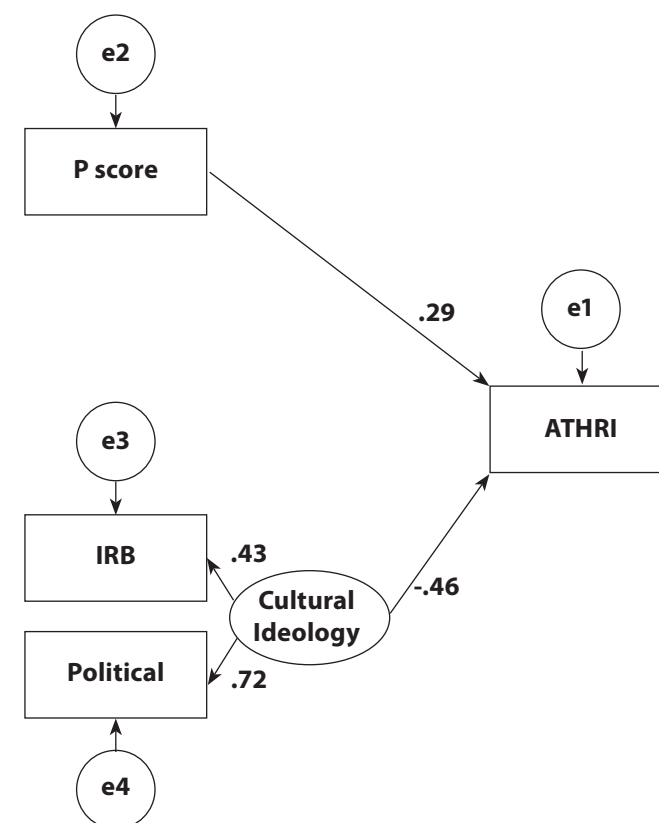 e2
P score
.29
e1
ATHRI
e3
IRB
.43
Cultural
Ideology
-.46
Political
.72
e4